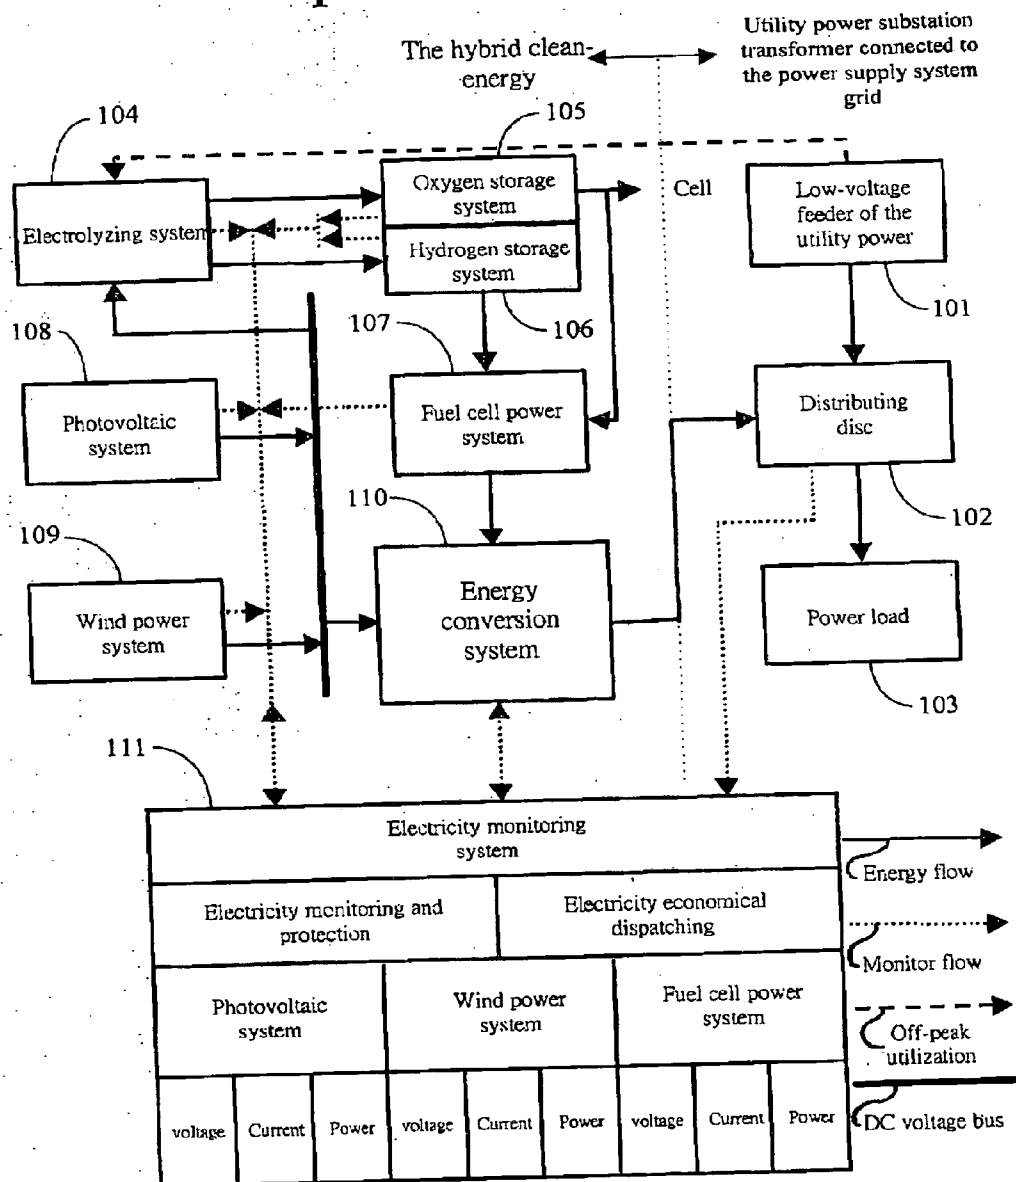 The hybrid clean-
energy
Utility power substation
transformer connected to
the power supply system
grid
104
105
Electrolyzing system
Oxygen storage
system
Hydrogen storage
system
Cell
Low-voltage
feeder of the
utility power
101
106
107
108
Photovoltaic
system
Fuel cell power
system
Distributing
disc
102
109
110
Wind power
system
Energy
conversion
system
Power load
103
111
Electricity monitoring
system
Electricity monitoring and
protection
Electricity economical
dispatching
Photovoltaic
system
Wind power
system
Fuel cell power
system
voltage
Current
Power
voltage
Current
Power
voltage
Current
Power
Energy flow
Monitor flow
Off-peak
utilization
DC voltage bus